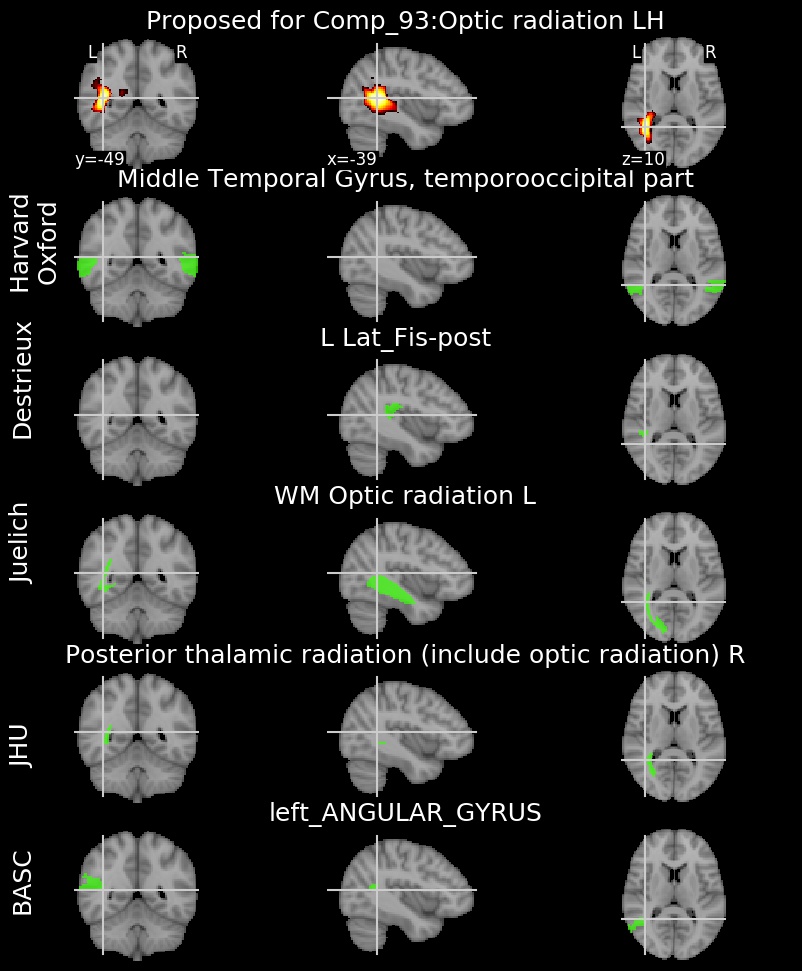 Proposed for Comp_93:Optic radiation LH
L R L R
y=-49 x=-39 z=10
Middle Temporal Gyrus, temporooccipital part
Harvard
Oxford
L Lat_Fis-post
Destrieux
WM Optic radiation L
Juelich
Posterior thalamic radiation (include optic radiation) R
JHU
left_ANGULAR_GYRUS
BASC